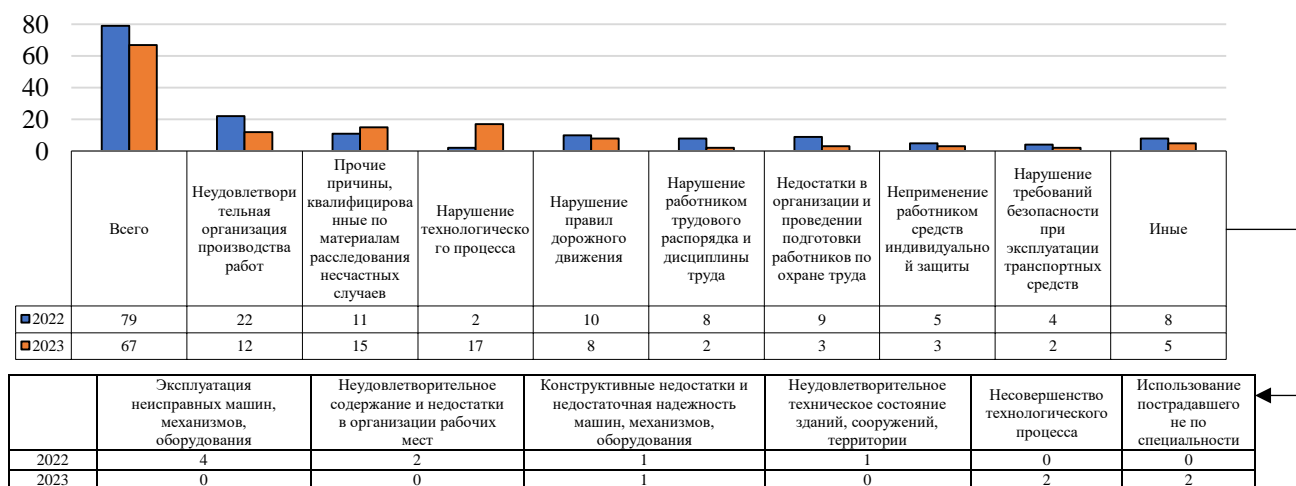 80
60
40
20
0
Всего
Неудовлетвори
тельная
организация
производства
работ
Прочие
причины,
квалифицирова
нные по
материалам
расследования
несчастных
случаев
Нарушение
технологическо
го процесса
Нарушение
правил
дорожного
движения
Нарушение
работником
трудового
распорядка и
дисциплины
труда
Недостатки в
организации и
проведении
подготовки
работников по
охране труда
Неприменение
работником
средств
индивидуально
й защиты
Нарушение
требований
безопасности
при
эксплуатации
транспортных
средств
Иные
2022 79 22 11 2 10 8 9 5 4 8
2023 67 12 15 17 8 2 3 3 2 5
Эксплуатация
неисправных машин,
механизмов,
оборудования
Неудовлетворительное
содержание и недостатки
в организации рабочих
мест
Конструктивные недостатки и
недостаточная надежность
машин, механизмов,
оборудования
Неудовлетворительное
техническое состояние
зданий, сооружений,
территории
Несовершенство
технологического
процесса
Использование
пострадавшего
не по
специальности
2022 4 2 1 1 0 0
2023 0 0 1 0 2 2